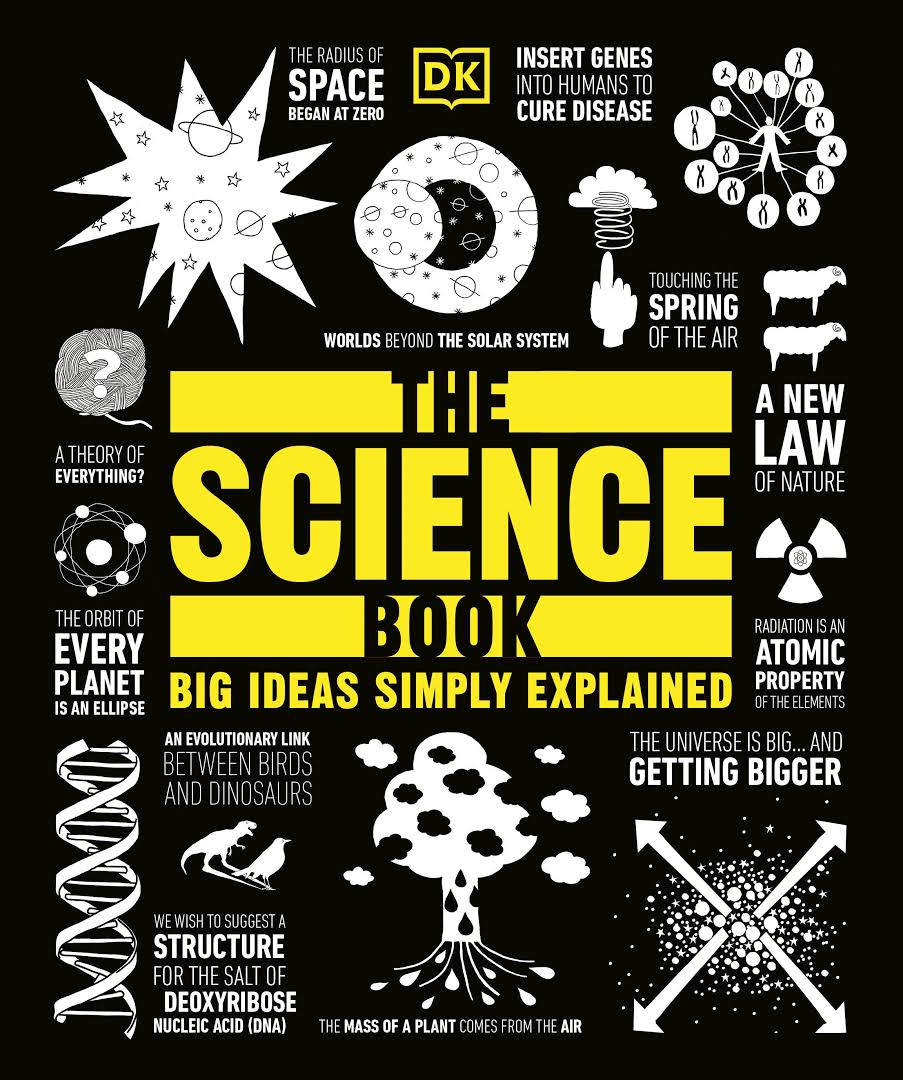 THE RADIUS OF
SPACE
BEGAN AT ZERO
DK
INSERT GENES
INTO HUMANS TO
CURE DISEASE
WORLDS BEYOND THE SOLAR SYSTEM
TOUCHING THE
SPRING
OF THE AIR
?
A THEORY OF
EVERYTHING?
A NEW
LAW
OF NATURE
THE
SCIENCE
BOOK
BIG IDEAS SIMPLY EXPLAINED
THE ORBIT OF
EVERY
PLANET
IS AN ELLIPSE
RADIATION IS AN
ATOMIC
PROPERTY
OF THE ELEMENTS
AN EVOLUTIONARY LINK
BETWEEN BIRDS
AND DINOSAURS
THE UNIVERSE IS BIG... AND
GETTING BIGGER
WE WISH TO SUGGEST A
STRUCTURE
FOR THE SALT OF
DEOXYRIBOSE
NUCLEIC ACID (DNA)
THE MASS OF A PLANT COMES FROM THE AIR